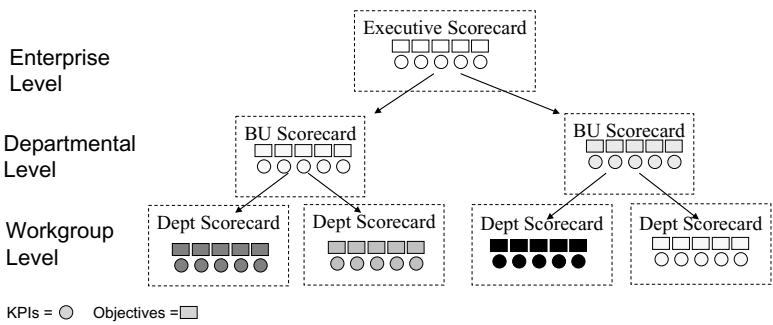 Executive Scorecard
Enterprise
Level
BU Scorecard
BU Scorecard
Departmental
Level
Dept Scorecard
Dept Scorecard
Dept Scorecard
Dept Scorecard
Workgroup
Level
KPIs =
Objectives =